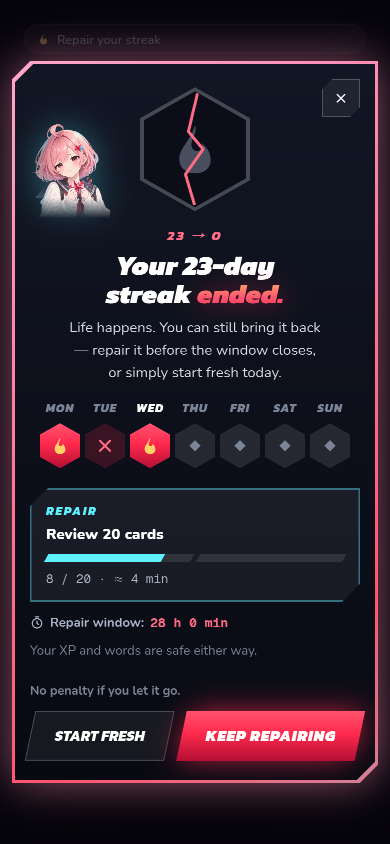 Repair your streak
23 → 0
Your 23-day
streak ended.
Life happens. You can still bring it back
— repair it before the window closes,
or simply start fresh today.
MON TUE WED THU FRI SAT SUN
REPAIR
Review 20 cards
8 / 20 · ≈ 4 min
Repair window: 28 h 0 min
Your XP and words are safe either way.
No penalty if you let it go.
START FRESH KEEP REPAIRING